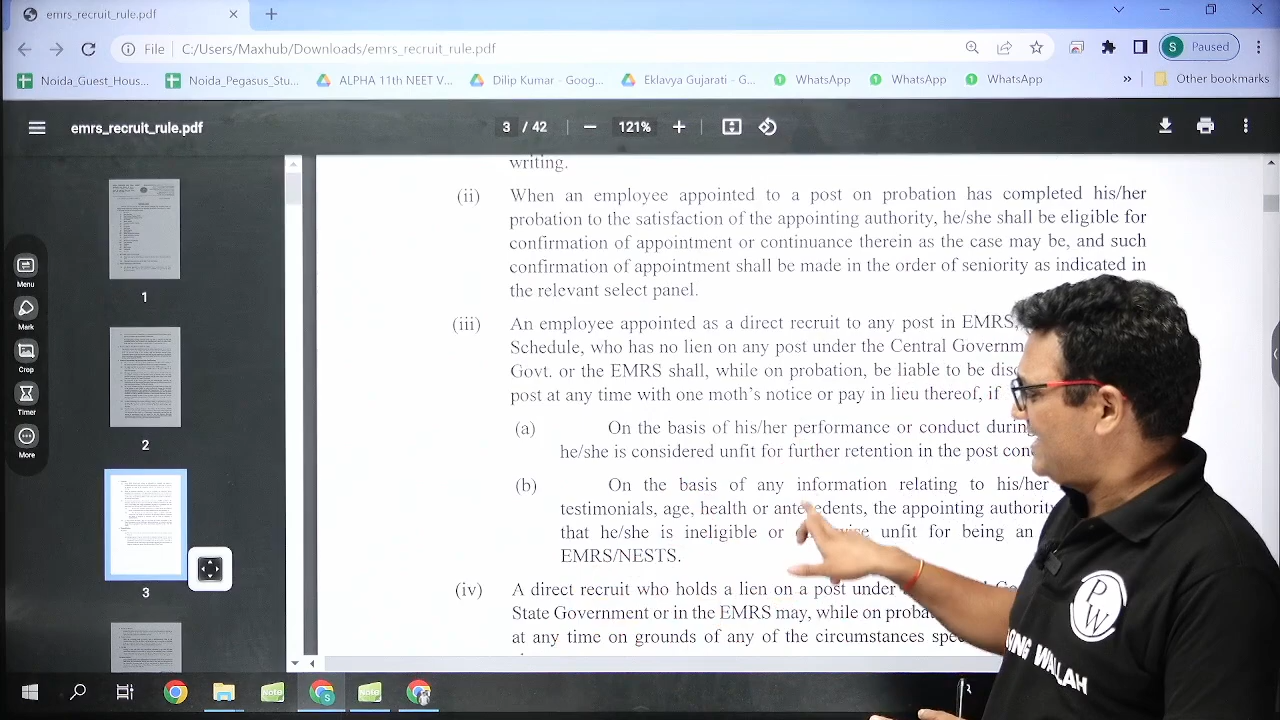 emrs_recruit_rule.pdf
File C:/Users/Maxhub/Downloads/emrs_recruit_rule.pdf
S Paused
Noida_Guest_Hous...
Noida_Pegasus_Stu...
ALPHA 11th NEET V...
Dilip Kumar - Goog...
Eklavya Gujarati - G...
WhatsApp
WhatsApp
WhatsApp
Other bookmarks
emrs_recruit_rule.pdf
3 / 42
121%
Menu
Mark
Crop
Timer
More
1
2
3
writing.
(ii) When an employee appointed to a post on probation has completed his/her
probation to the satisfaction of the appointing authority, he/she shall be eligible for
confirmation of appointment or continuance therein as the case may be, and such
confirmation of appointment shall be made in the order of seniority as indicated in
the relevant select panel.
(iii) An employee appointed as a direct recruit to any post in EMRS
Schedule, who has no lien on any post under the Central
Govt. or the EMRS shall, while on probation, be liable to be
post at any time with one moth's notice or pay in lieu thereof,
(a) On the basis of his/her performance or conduct during
he/she is considered unfit for further retention in the post
(b) On the basis of any information relating to his/her
testimonials, age, health or the appointing authority
that he/she is ineligible or unfit for being an
EMRS/NESTS.
(iv) A direct recruit who holds a lien on a post under
State Government or in the EMRS may, while on
at any time on grounds of any of the circumstances
P
W
WALLAH